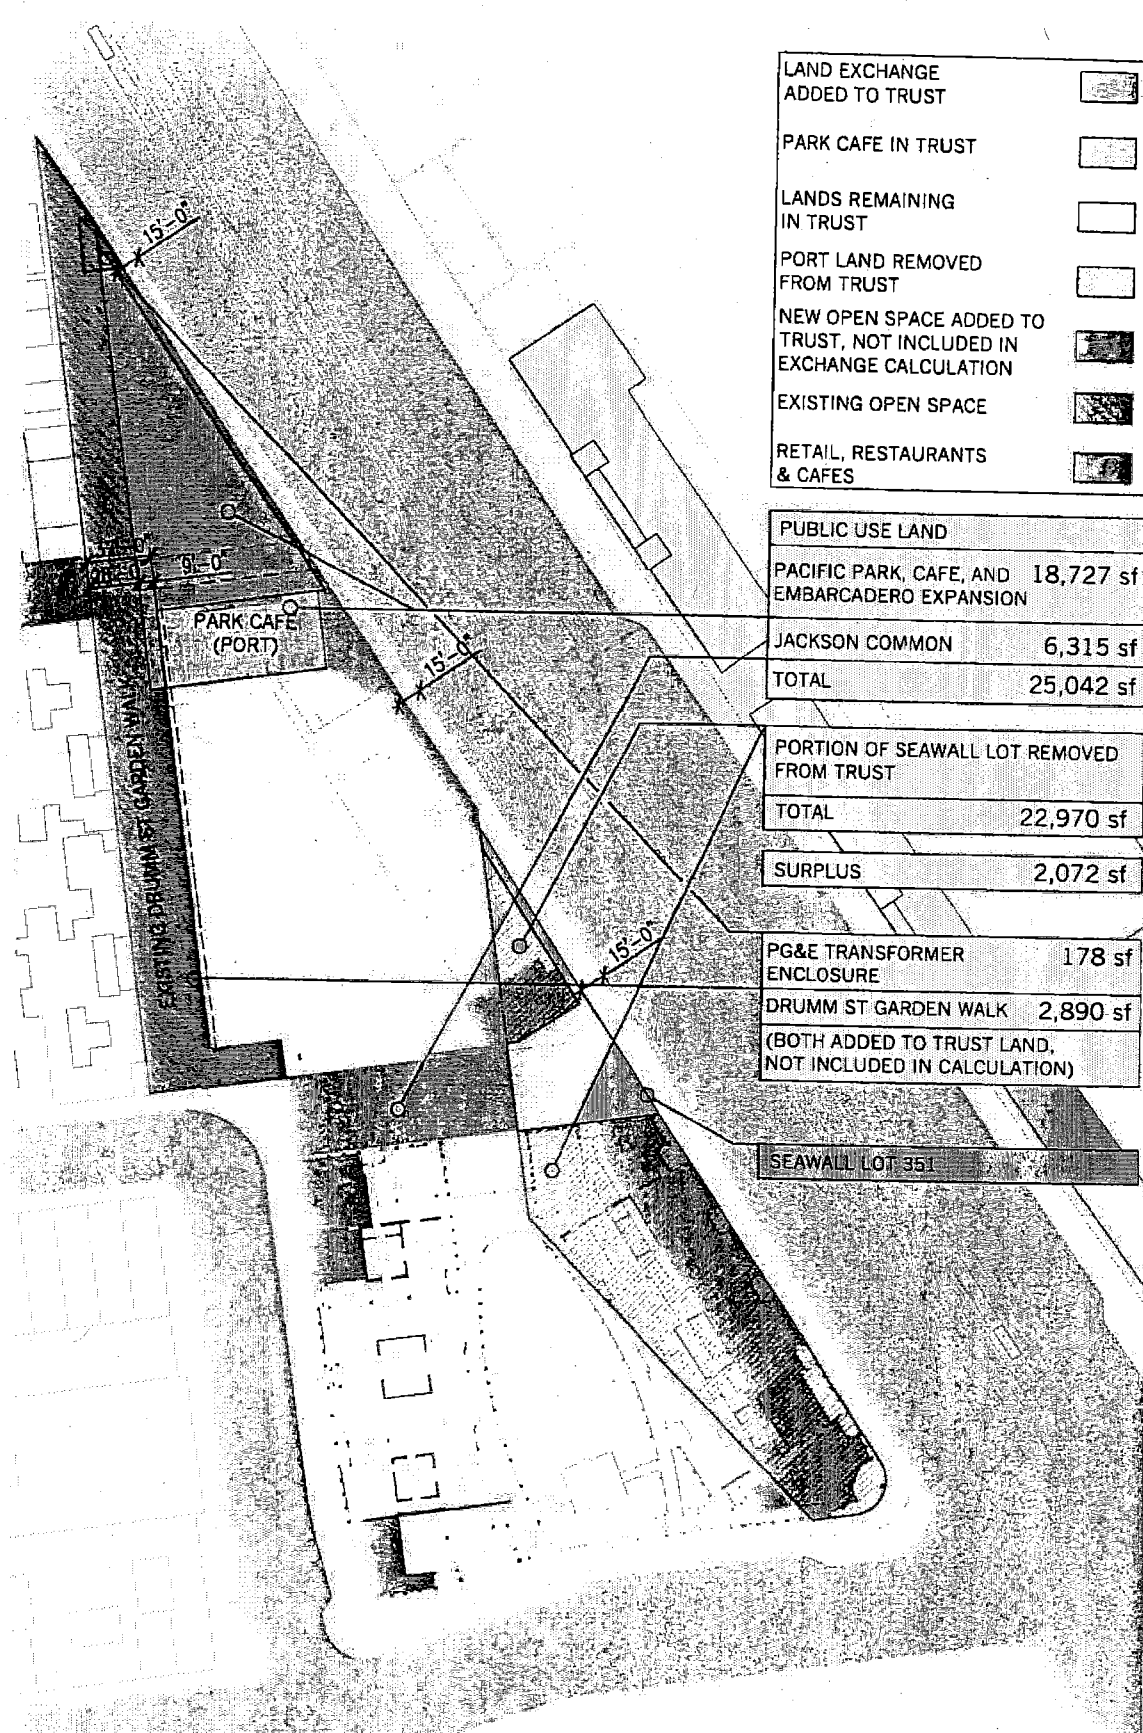 LAND EXCHANGE
ADDED TO TRUST
PARK CAFE IN TRUST
LANDS REMAINING
IN TRUST
PORT LAND REMOVED
FROM TRUST
NEW OPEN SPACE ADDED TO
TRUST, NOT INCLUDED IN
EXCHANGE CALCULATION
EXISTING OPEN SPACE
RETAIL, RESTAURANTS
& CAFES
PUBLIC USE LAND
PACIFIC PARK, CAFE, AND 18,727 sf
EMBARCADERO EXPANSION
JACKSON COMMON 6,315 sf
TOTAL 25,042 sf
PORTION OF SEAWALL LOT REMOVED
FROM TRUST
TOTAL 22,970 sf
SURPLUS 2,072 sf
PG&E TRANSFORMER 178 sf
ENCLOSURE
DRUMM ST GARDEN WALK 2,890 sf
(BOTH ADDED TO TRUST LAND,
NOT INCLUDED IN CALCULATION)
SEAWALL LOT 351
15'-0"
PARK CAFE
(PORT)
15'-0"
15'-0"
EXISTING DRUMM ST GARDEN WALK